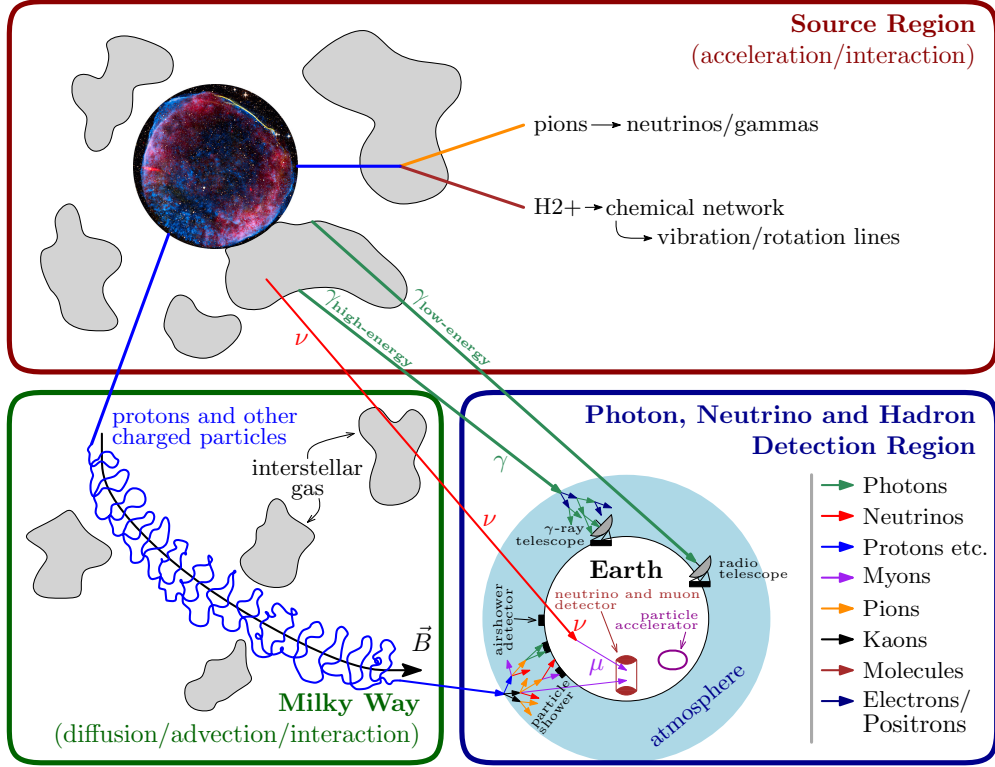 Source Region
(acceleration/interaction)
pions
neutrinos/gammas
H2+
chemical network
vibration/rotation lines
γhigh-energy
γlow-energy
ν
protons and other
charged particles
interstellar
gas
B
Milky Way
(diffusion/advection/interaction)
γ
ν
Photon, Neutrino and Hadron
Detection Region
γ-ray
telescope
radio
telescope
Earth
neutrino and muon
detector
particle
accelerator
airshower
detector
ν
μ
particle
shower
atmosphere
Photons
Neutrinos
Protons etc.
Myons
Pions
Kaons
Molecules
Electrons/
Positrons